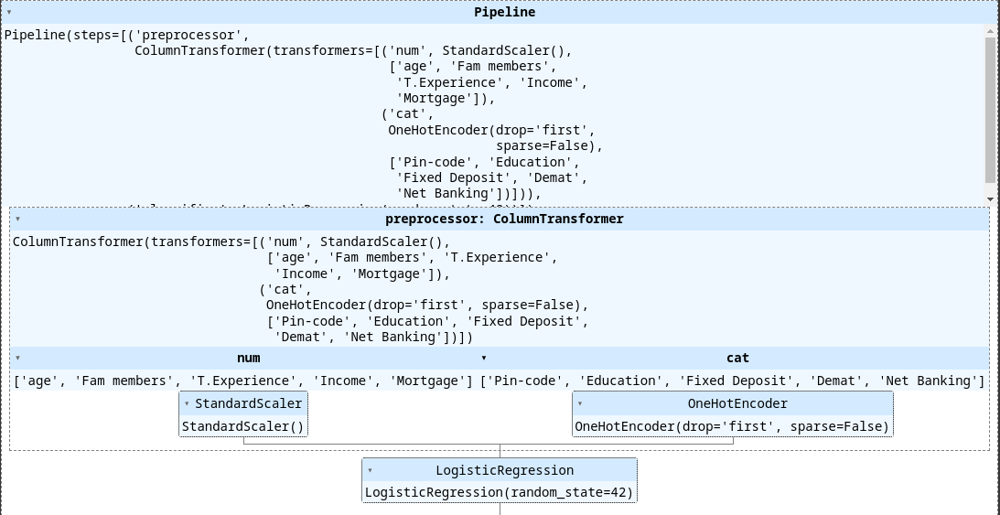 Pipeline
Pipeline(steps=[('preprocessor',
ColumnTransformer(transformers=[('num', StandardScaler(),
['age', 'Fam members',
'T.Experience', 'Income',
'Mortgage']),
('cat',
OneHotEncoder(drop='first',
sparse=False),
['Pin-code', 'Education',
'Fixed Deposit', 'Demat',
'Net Banking'])])),
preprocessor: ColumnTransformer
ColumnTransformer(transformers=[('num', StandardScaler(),
['age', 'Fam members', 'T.Experience',
'Income', 'Mortgage']),
('cat',
OneHotEncoder(drop='first', sparse=False),
['Pin-code', 'Education', 'Fixed Deposit',
'Demat', 'Net Banking'])])
num cat
['age', 'Fam members', 'T.Experience', 'Income', 'Mortgage'] ['Pin-code', 'Education', 'Fixed Deposit', 'Demat', 'Net Banking']
StandardScaler OneHotEncoder
StandardScaler() OneHotEncoder(drop='first', sparse=False)
LogisticRegression
LogisticRegression(random_state=42)